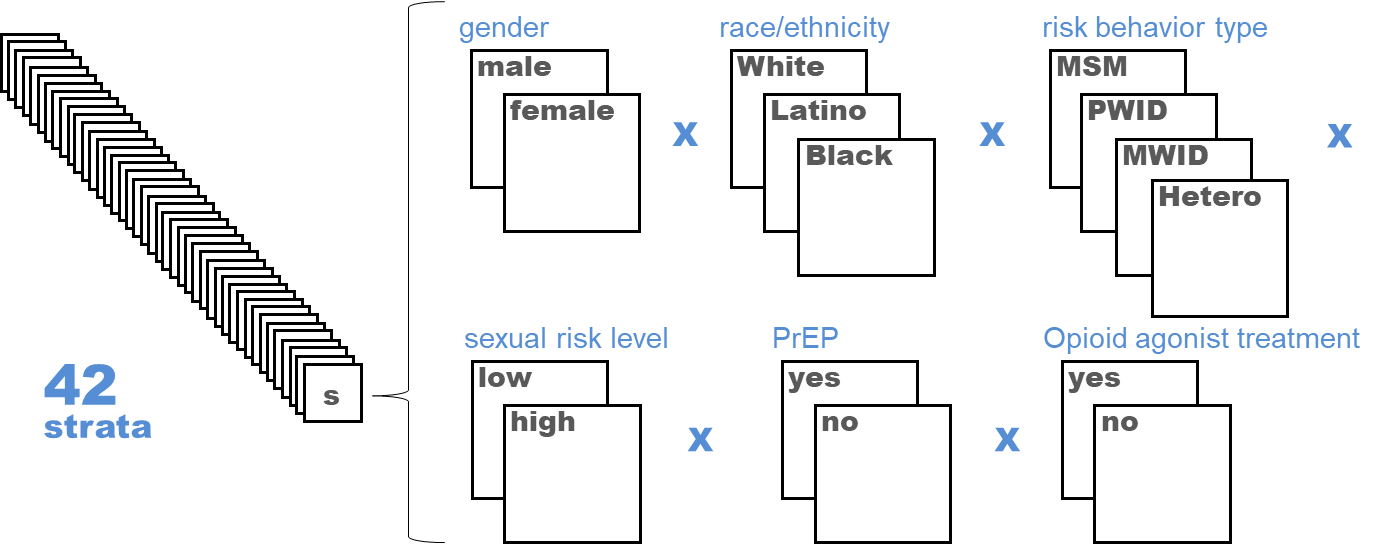 gender
race/ethnicity
risk behavior type
male
female
x
White
Latino
Black
x
MSM
PWID
MWID
Hetero
x
sexual risk level
PrEP
Opioid agonist treatment
low
high
x
yes
no
x
yes
no
42
strata
s